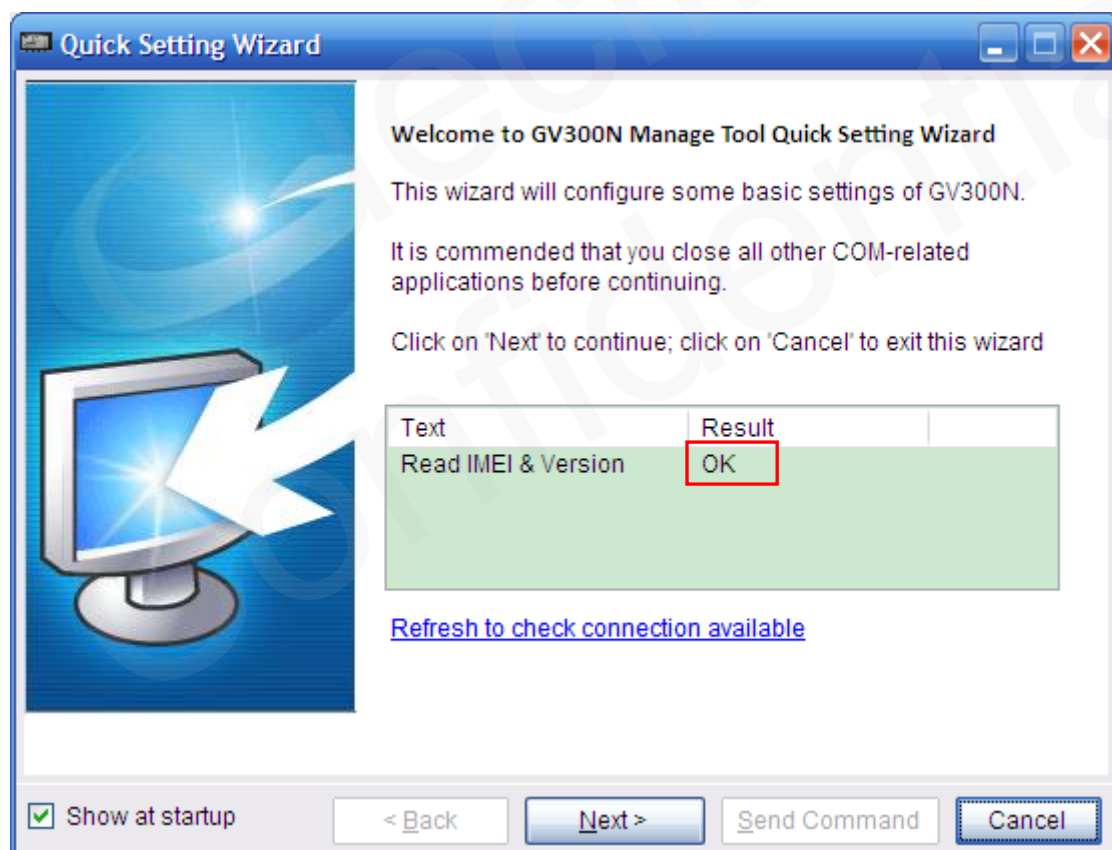 Quick Setting Wizard
Welcome to GV300N Manage Tool Quick Setting Wizard
This wizard will configure some basic settings of GV300N.
It is commended that you close all other COM-related
applications before continuing.
Click on 'Next' to continue; click on 'Cancel' to exit this wizard
Text Result
Read IMEI & Version OK
Refresh to check connection available
Show at startup < Back Next > Send Command Cancel